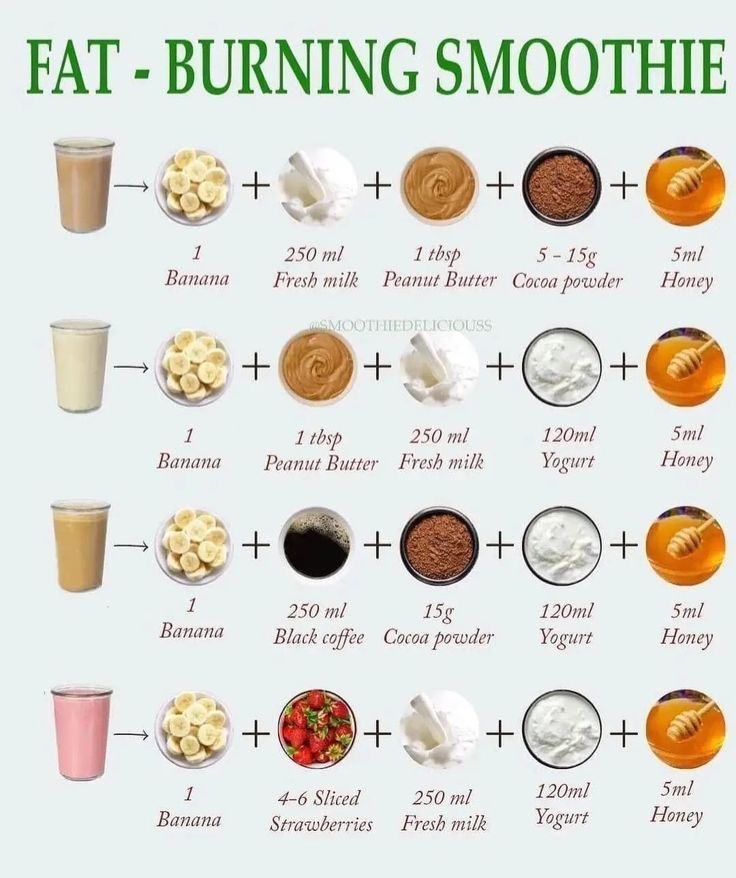 FAT - BURNING SMOOTHIE
+ + + +
1 250 ml 1 tbsp 5 - 15g 5ml
Banana Fresh milk Peanut Butter Cocoa powder Honey
@SMOOTHIEDELICIOUSS
+ + + +
1 1 tbsp 250 ml 120ml 5ml
Banana Peanut Butter Fresh milk Yogurt Honey
+ + + +
1 250 ml 15g 120ml 5ml
Banana Black coffee Cocoa powder Yogurt Honey
+ + + +
1 4-6 Sliced 250 ml 120ml 5ml
Banana Strawberries Fresh milk Yogurt Honey